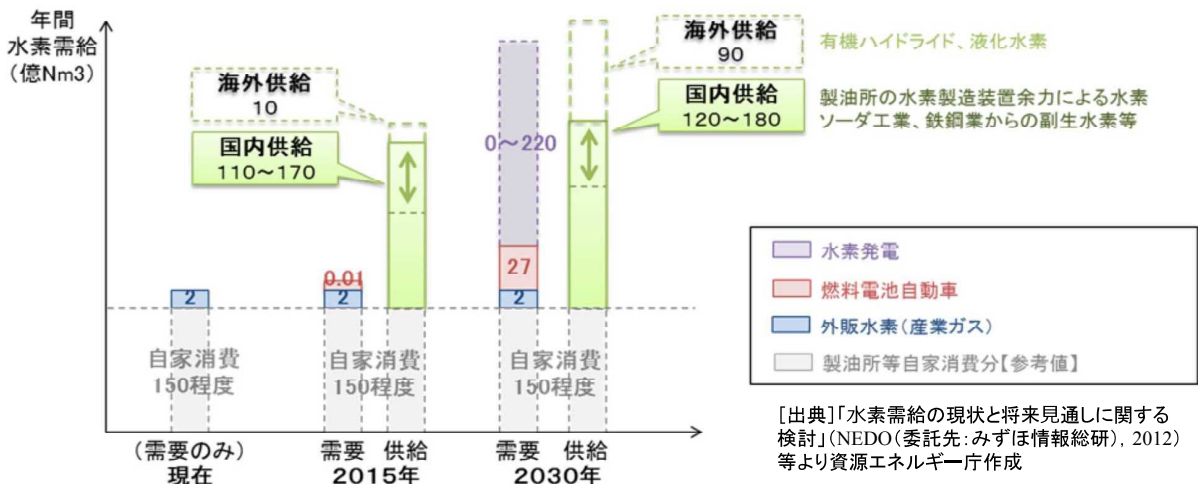 年間
水素需給
(億Nm3)
海外供給
10
国内供給
110～170
海外供給
90
国内供給
120～180
有機ハイドライド、液化水素
製油所の水素製造装置余力による水素
ソーダ工業、鉄鋼業からの副生水素等
0～220
27
2
0.01
2
2
自家消費
150程度
自家消費
150程度
自家消費
150程度
(需要のみ)
現在
需要 供給
2015年
需要 供給
2030年
水素発電
燃料電池自動車
外販水素(産業ガス)
製油所等自家消費分【参考値】
[出典]「水素需給の現状と将来見通しに関する
検討」(NEDO(委託先:みずほ情報総研), 2012)
等より資源エネルギー庁作成